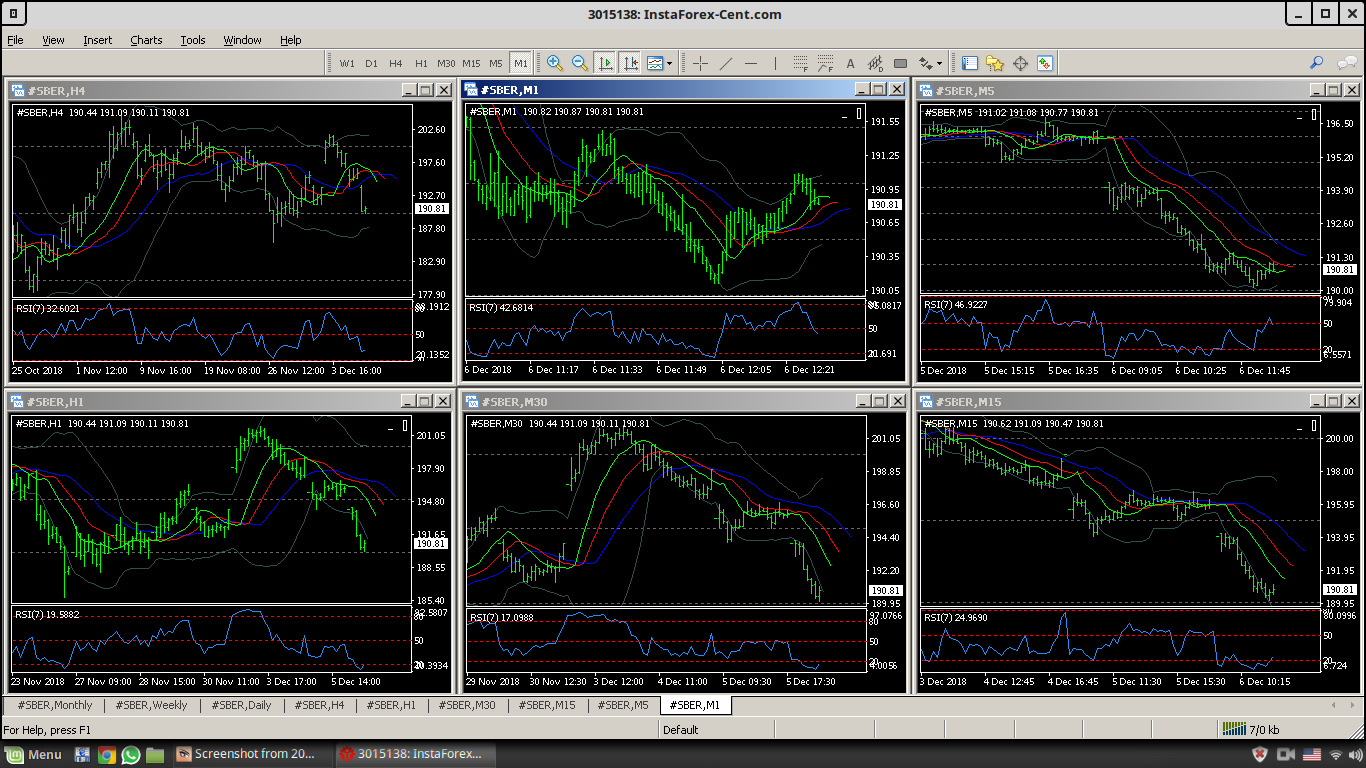 3015138: InstaForex-Cent.com
File View Insert Charts Tools Window Help
W1 D1 H4 H1 M30 M15 M5 M1
#SBER,H4
#SBER,H4 190.44 191.09 190.11 190.81
202.60
197.60
192.70
190.81
187.80
182.90
177.90
RSI(7) 32.6021
50
25 Oct 2018 1 Nov 12:00 9 Nov 16:00 19 Nov 08:00 26 Nov 12:00 3 Dec 16:00
#SBER,M1
#SBER,M1 190.82 190.87 190.81 190.81
191.55
191.25
190.95
190.81
190.65
190.35
190.05
RSI(7) 42.6814
50
6 Dec 2018 6 Dec 11:17 6 Dec 11:33 6 Dec 11:49 6 Dec 12:05 6 Dec 12:21
#SBER,M5
#SBER,M5 191.02 191.08 190.77 190.81
196.50
195.20
193.90
192.60
191.30
190.81
190.00
RSI(7) 46.9227
50
5 Dec 2018 5 Dec 15:15 5 Dec 16:35 6 Dec 09:05 6 Dec 10:25 6 Dec 11:45
#SBER,H1
#SBER,H1 190.44 191.09 190.11 190.81
201.05
197.90
194.80
191.65
190.81
188.55
185.40
RSI(7) 19.5882
50
23 Nov 2018 27 Nov 09:00 28 Nov 15:00 30 Nov 11:00 3 Dec 17:00 5 Dec 14:00
#SBER,M30
#SBER,M30 190.44 191.09 190.11 190.81
201.05
198.85
196.60
194.40
192.20
190.81
189.95
RSI(7) 17.0988
97.0766
80
50
29 Nov 2018 30 Nov 12:30 3 Dec 12:00 4 Dec 11:00 5 Dec 09:30 5 Dec 17:30
#SBER,M15
#SBER,M15 190.62 191.09 190.47 190.81
200.00
198.00
195.95
193.95
191.95
190.81
189.95
RSI(7) 24.9690
50
20
6.724
3 Dec 2018 4 Dec 12:45 4 Dec 16:45 5 Dec 11:30 5 Dec 15:30 6 Dec 10:15
#SBER,Monthly #SBER,Weekly #SBER,Daily #SBER,H4 #SBER,H1 #SBER,M30 #SBER,M15 #SBER,M5 #SBER,M1
For Help, press F1 Default 7/0 kb
Menu Screenshot from 20... 3015138: InstaForex...